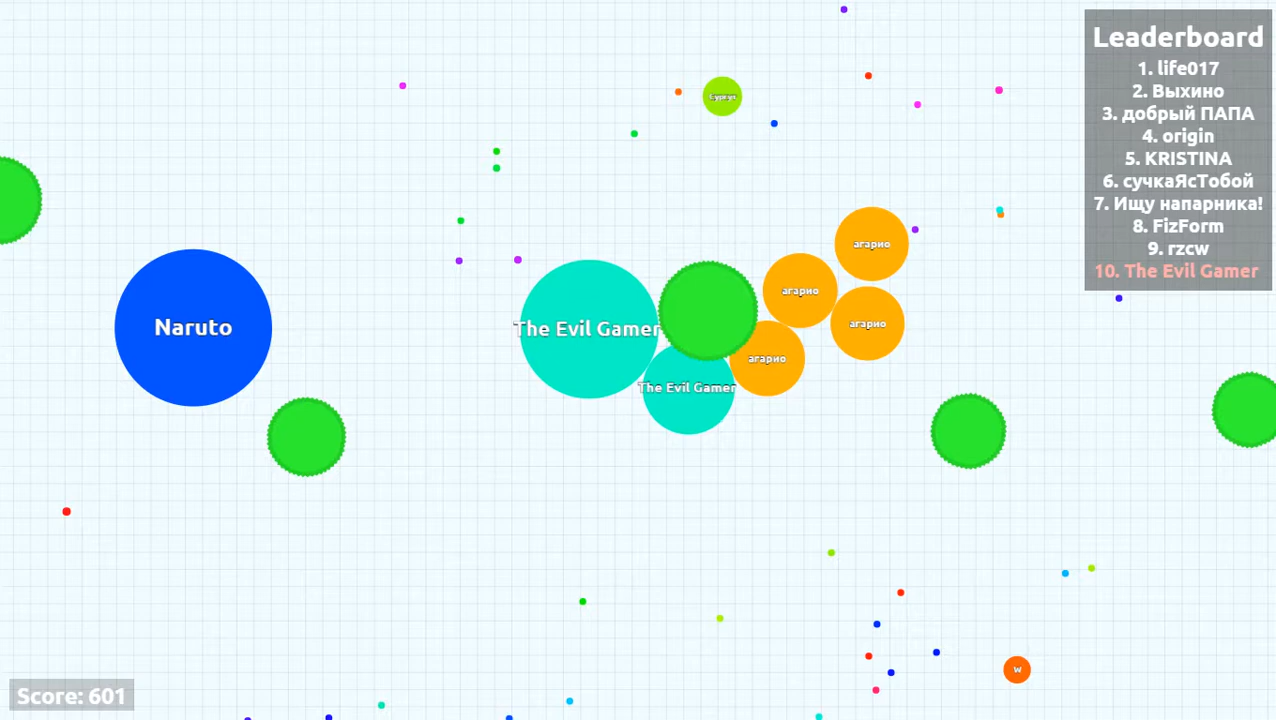 Leaderboard
1. life017
2. Выхино
3. добрый ПАПА
4. origin
5. KRISTINA
6. сучкаЯсТобой
7. Ищу напарника!
8. FizForm
9. rzcw
10. The Evil Gamer
агарио
агарио
агарио
агарио
Naruto
The Evil Gamer
The Evil Gamer
w
Score: 601